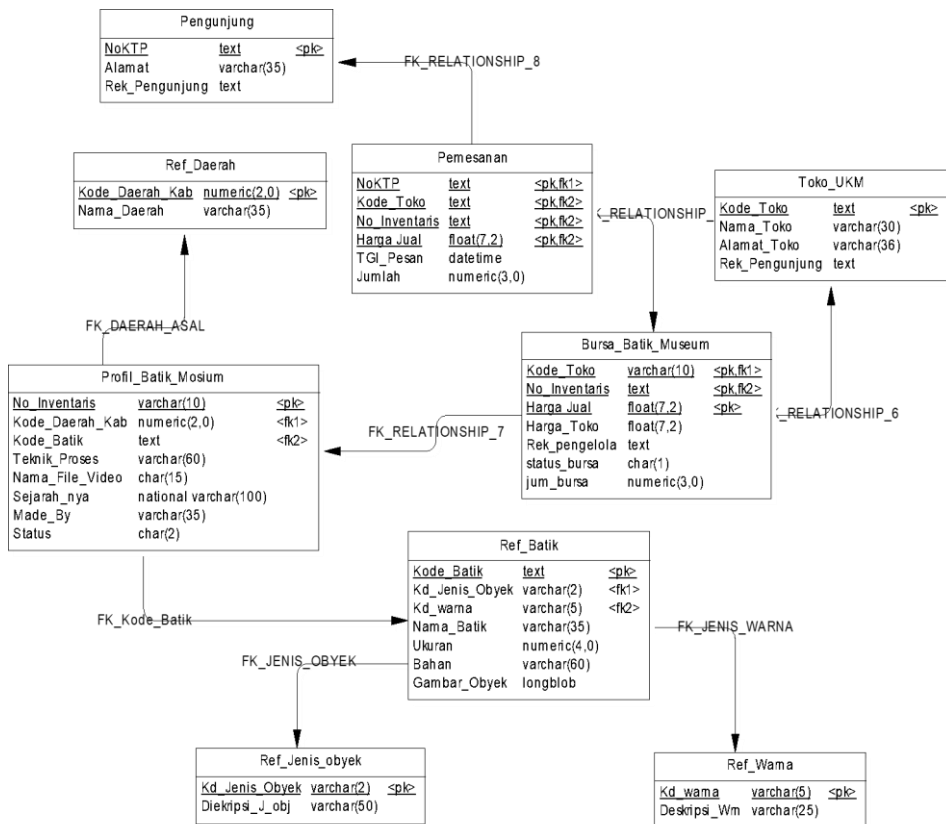 Pengunjung
NoKTP text <pk>
Alamat varchar(35)
Rek_Pengunjung text
FK_RELATIONSHIP_8
Ref_Daerah
Kode_Daerah_Kab numeric(2,0) <pk>
Nama_Daerah varchar(35)
Pemesanan
NoKTP text <pk,fk1>
Kode_Toko text <pk,fk2>
No_Inventaris text <pk,fk2>
Harga Jual float(7,2) <pk,fk2>
TGl_Pesan datetime
Jumlah numeric(3,0)
K_RELATIONSHIP_
Toko_UKM
Kode_Toko text <pk>
Nama_Toko varchar(30)
Alamat_Toko varchar(36)
Rek_Pengunjung text
FK_DAERAH_ASAL
Profil_Batik_Mosium
No_Inventaris varchar(10) <pk>
Kode_Daerah_Kab numeric(2,0) <fk1>
Kode_Batik text <fk2>
Teknik_Proses varchar(60)
Nama_File_Video char(15)
Sejarah_nya national varchar(100)
Made_By varchar(35)
Status char(2)
FK_RELATIONSHIP_7
Bursa_Batik_Museum
Kode_Toko varchar(10) <pk,fk1>
No_Inventaris text <pk,fk2>
Harga Jual float(7,2) <pk>
Harga_Toko float(7,2)
Rek_pengelola text
status_bursa char(1)
jum_bursa numeric(3,0)
K_RELATIONSHIP_6
FK_Kode_Batik
Ref_Batik
Kode_Batik text <pk>
Kd_Jenis_Obyek varchar(2) <fk1>
Kd_warna varchar(5) <fk2>
Nama_Batik varchar(35)
Ukuran numeric(4,0)
Bahan varchar(60)
Gambar_Obyek longblob
FK_JENIS_OBYEK
FK_JENIS_WARNA
Ref_Jenis_obyek
Kd_Jenis_Obyek varchar(2) <pk>
Diekripsi_J_obj varchar(50)
Ref_Warna
Kd_warna varchar(5) <pk>
Deskripsi_Wrn varchar(25)